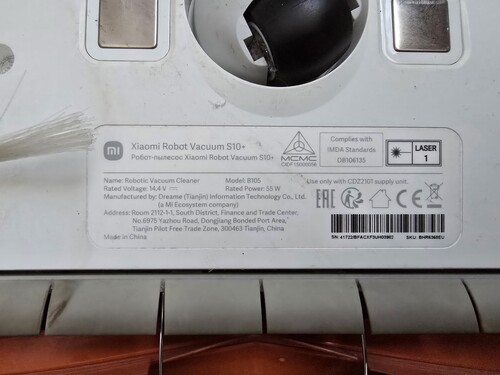 mi
Xiaomi Robot Vacuum S10+
Робот-пылесос Xiaomi Robot Vacuum S10+
MCMC
Complies with
IMDA Standards
DB106135
LASER
1
Name: Robotic Vacuum Cleaner
Model: B105
Rated Voltage: 14.4 V
Rated Power: 55 W
Manufactured by: Dreame (Tianjin) Information Technology Co., Ltd.
(a Mi Ecosystem company)
Address: Room 2112-1-1, South District, Finance and Trade Center,
No.6975 Yazhou Road, Dongjiang Bonded Port Area,
Tianjin Pilot Free Trade Zone, 300463 Tianjin, China
Made in China
Use only with CDZ2101 supply unit.
EAC
CE
SN:
SKU: